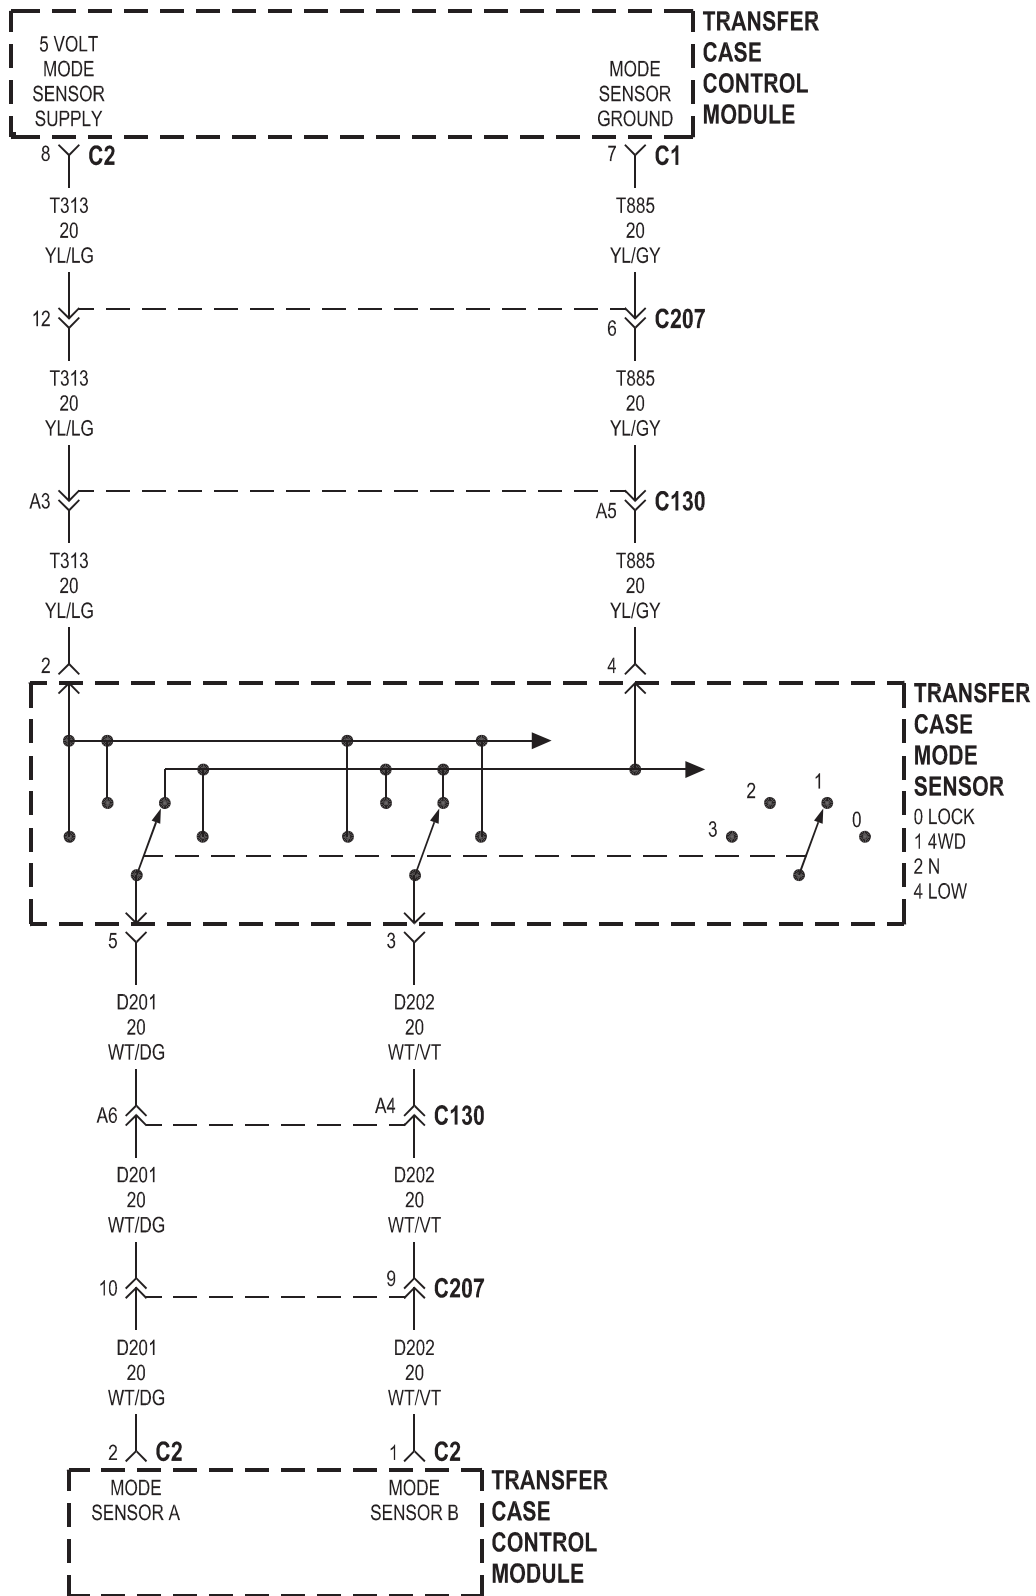 5 VOLT
MODE
SENSOR
SUPPLY
MODE
SENSOR
GROUND
TRANSFER
CASE
CONTROL
MODULE
8 C2
7 C1
T313
20
YL/LG
T885
20
YL/GY
12
6 C207
T313
20
YL/LG
T885
20
YL/GY
A3
A5 C130
T313
20
YL/LG
T885
20
YL/GY
2
4
TRANSFER
CASE
MODE
SENSOR
0 LOCK
1 4WD
2 N
4 LOW
3
2
1
0
5
3
D201
20
WT/DG
D202
20
WT/VT
A6
A4 C130
D201
20
WT/DG
D202
20
WT/VT
10
9 C207
D201
20
WT/DG
D202
20
WT/VT
2 C2
1 C2
MODE
SENSOR A
MODE
SENSOR B
TRANSFER
CASE
CONTROL
MODULE